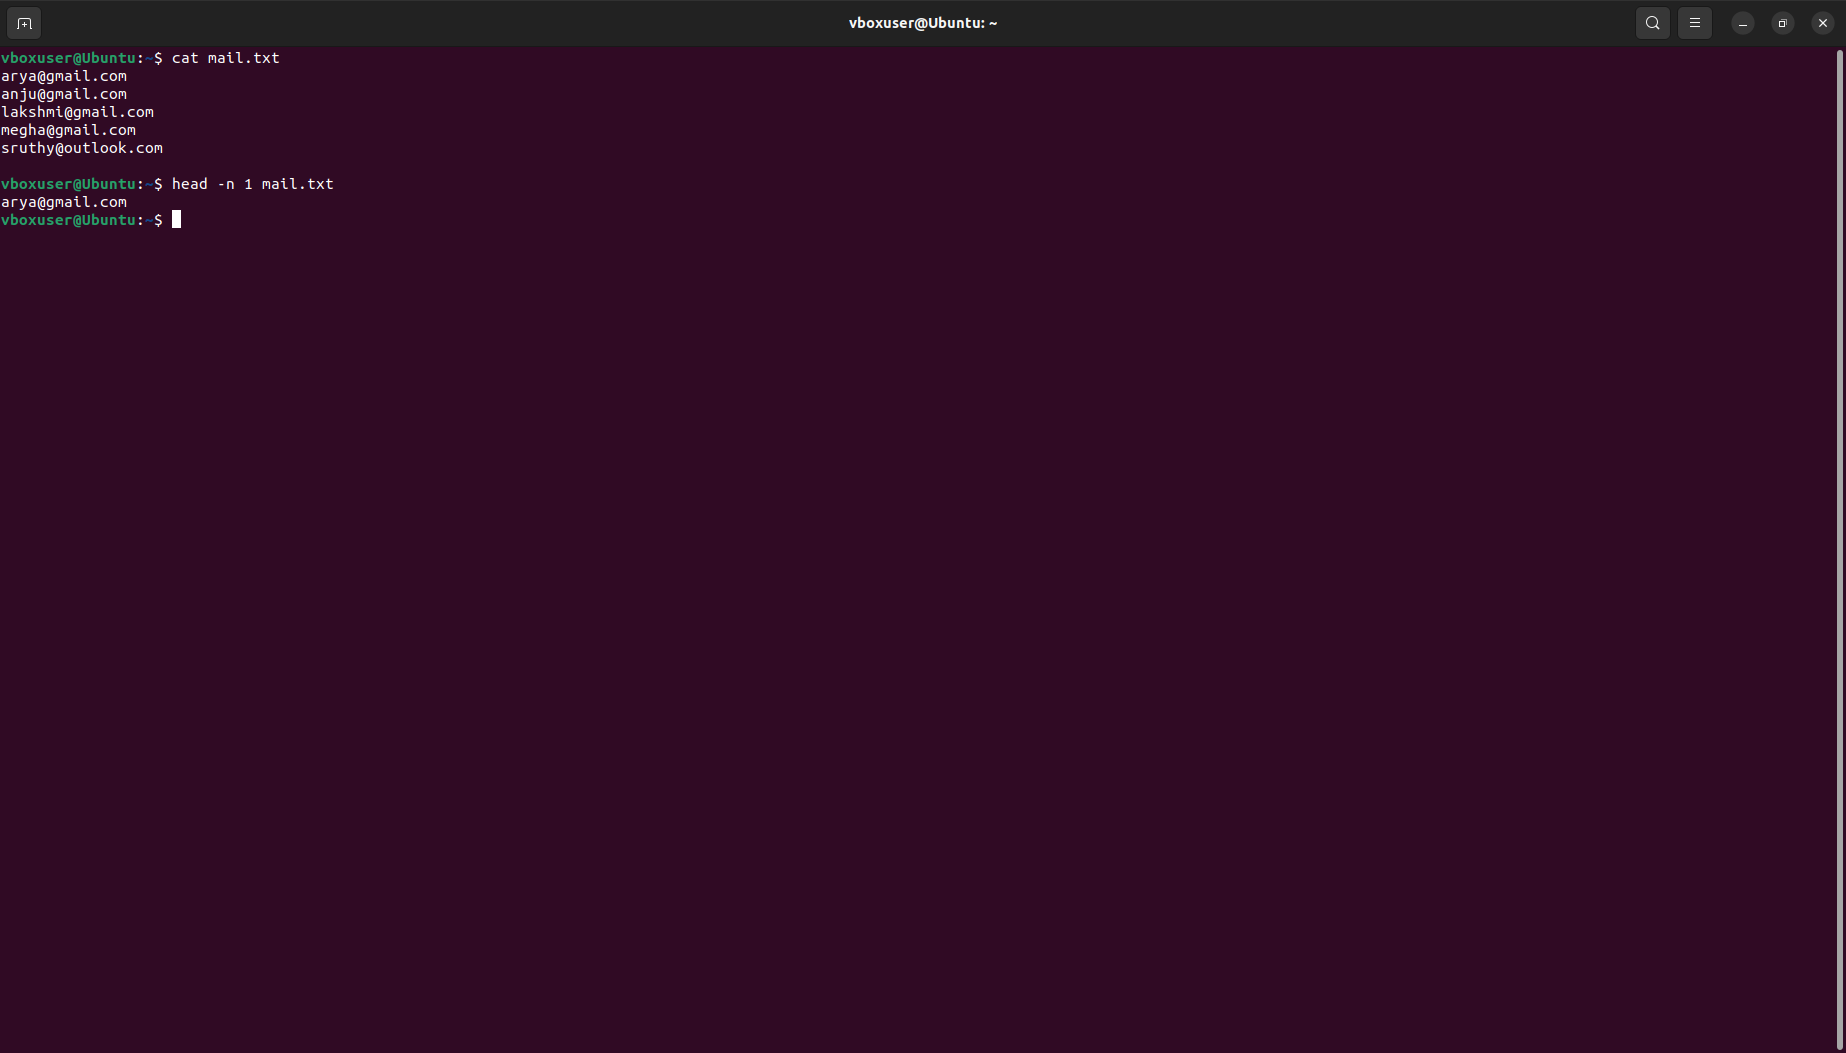 vboxuser@Ubuntu: ~
vboxuser@Ubuntu:~$ cat mail.txt
arya@gmail.com
anju@gmail.com
lakshmi@gmail.com
megha@gmail.com
sruthy@outlook.com

vboxuser@Ubuntu:~$ head -n 1 mail.txt
arya@gmail.com
vboxuser@Ubuntu:~$